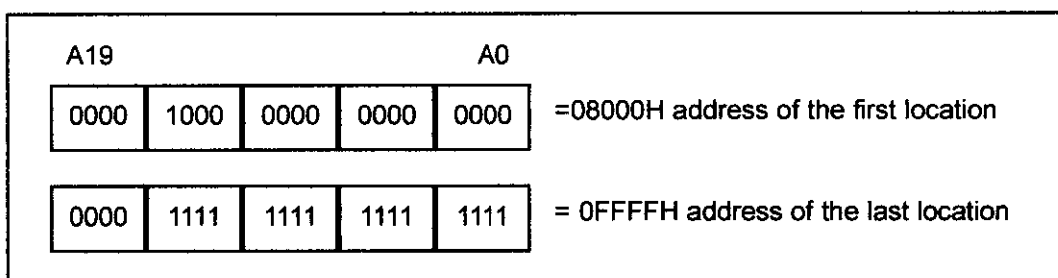 A19 A0
0000 1000 0000 0000 0000 =08000H address of the first location
0000 1111 1111 1111 1111 = 0FFFFH address of the last location